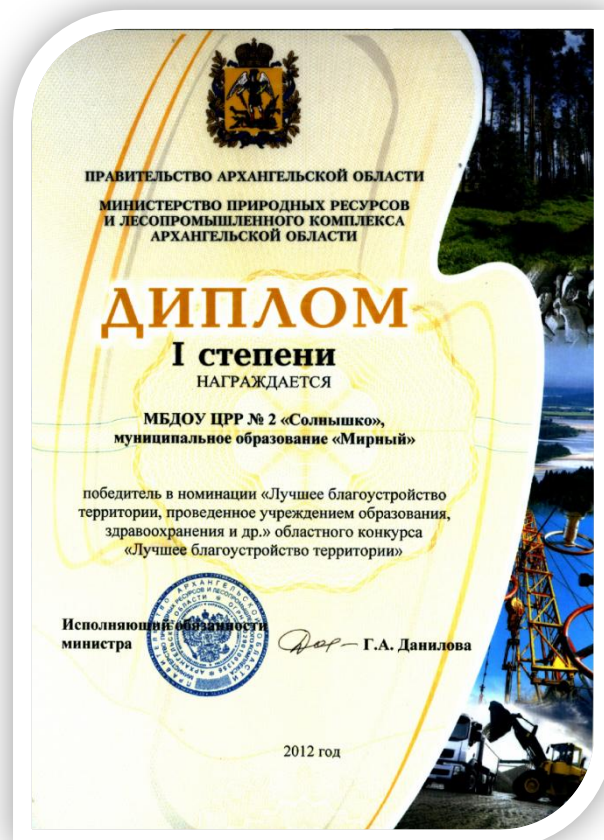 ПРАВИТЕЛЬСТВО АРХАНГЕЛЬСКОЙ ОБЛАСТИ
МИНИСТЕРСТВО ПРИРОДНЫХ РЕСУРСОВ
И ЛЕСОПРОМЫШЛЕННОГО КОМПЛЕКСА
АРХАНГЕЛЬСКОЙ ОБЛАСТИ
ДИПЛОМ
I степени
НАГРАЖДАЕТСЯ
МБДОУ ЦРР № 2 «Солнышко»,
муниципальное образование «Мирный»
победитель в номинации «Лучшее благоустройство
территории, проведенное учреждением образования,
здравоохранения и др.» областного конкурса
«Лучшее благоустройство территории»
Исполняющий обязанности
министра
Г.А. Данилова
2012 год